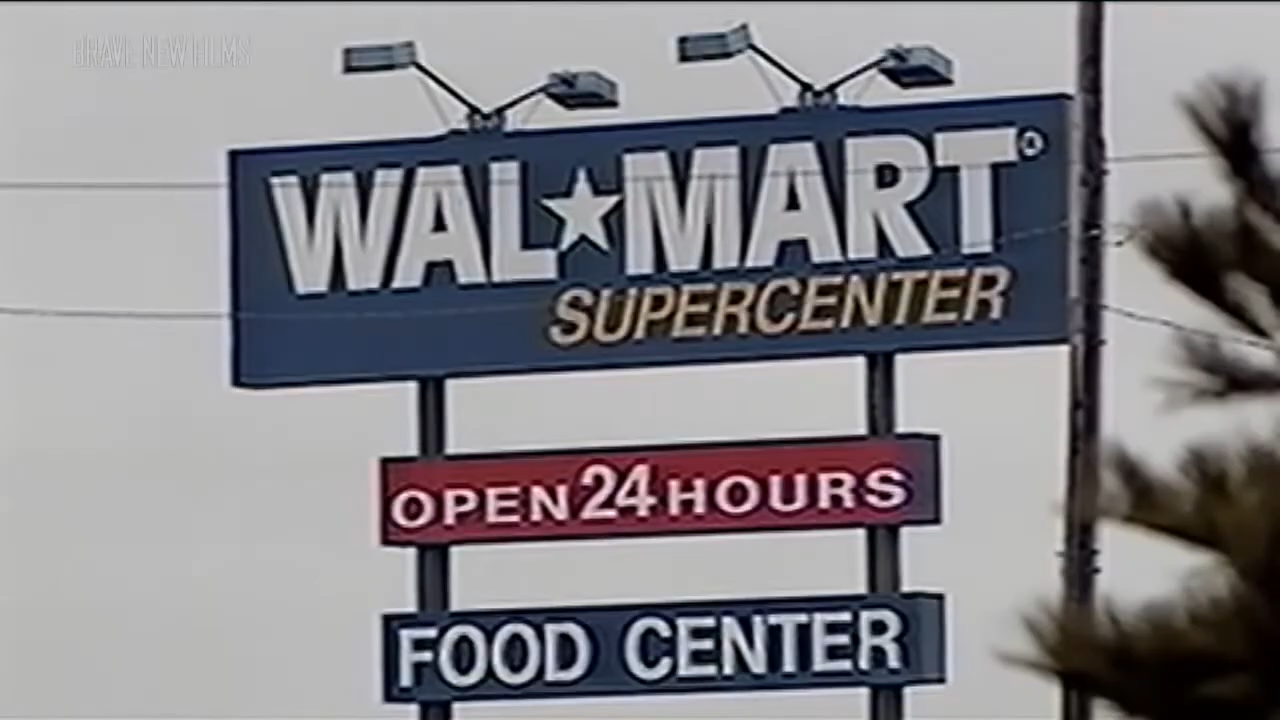 BRAVE NEW FILMS
WAL★MART®
SUPERCENTER
OPEN 24 HOURS
FOOD CENTER